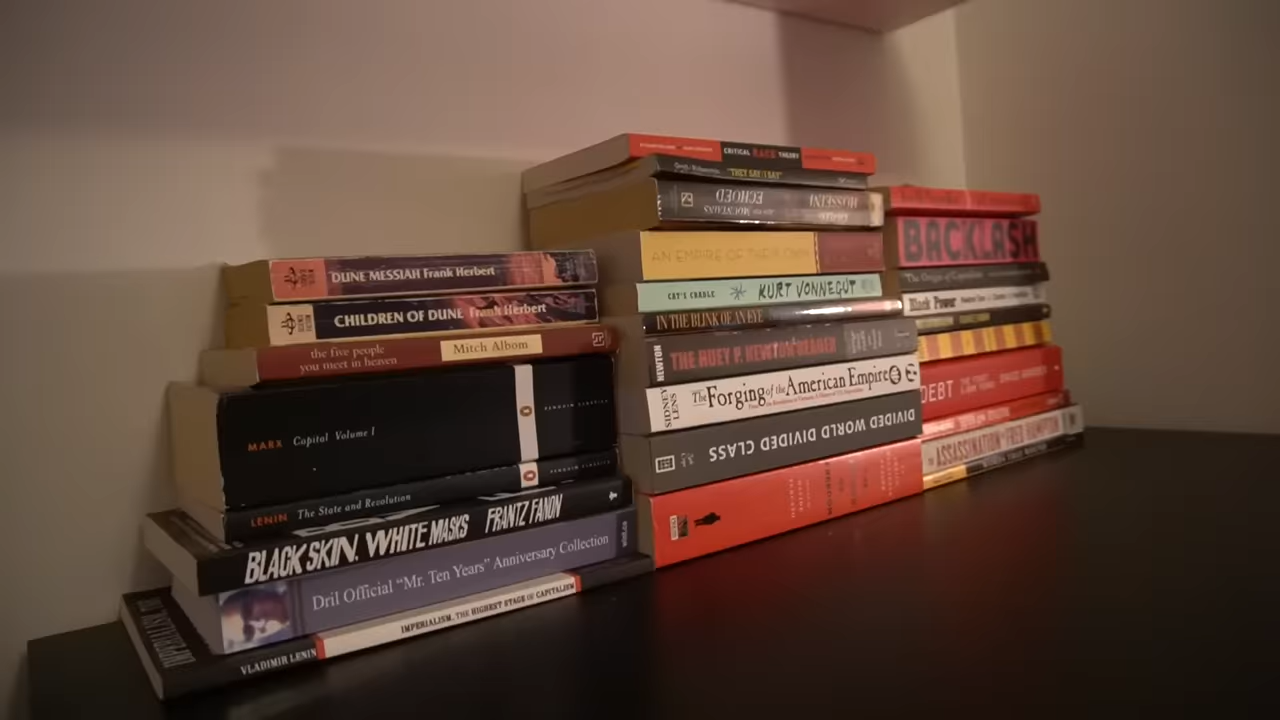 DUNE MESSIAH Frank Herbert
CHILDREN OF DUNE Frank Herbert
the five people
you meet in heaven
Mitch Albom
MARX Capital Volume I
PENGUIN CLASSICS
LENIN The State and Revolution
PENGUIN CLASSICS
BLACK SKIN, WHITE MASKS FRANTZ FANON
Dril Official “Mr. Ten Years” Anniversary Collection
VLADIMIR LENIN IMPERIALISM, THE HIGHEST STAGE OF CAPITALISM
CRITICAL RACE THEORY
"THEY SAY/I SAY"
HOSSEINI
MOUNTAINS
ECHOED
AN EMPIRE OF THEIR OWN
CAT'S CRADLE KURT VONNEGUT
IN THE BLINK OF AN EYE
NEWTON THE HUEY P. NEWTON READER
SIDNEY
LENS
The Forging of the American Empire
DIVIDED WORLD DIVIDED CLASS
BACKLASH
The Origin of Capitalism
Black Power
DEBT
ASSASSINATION of FRED HAMPTON